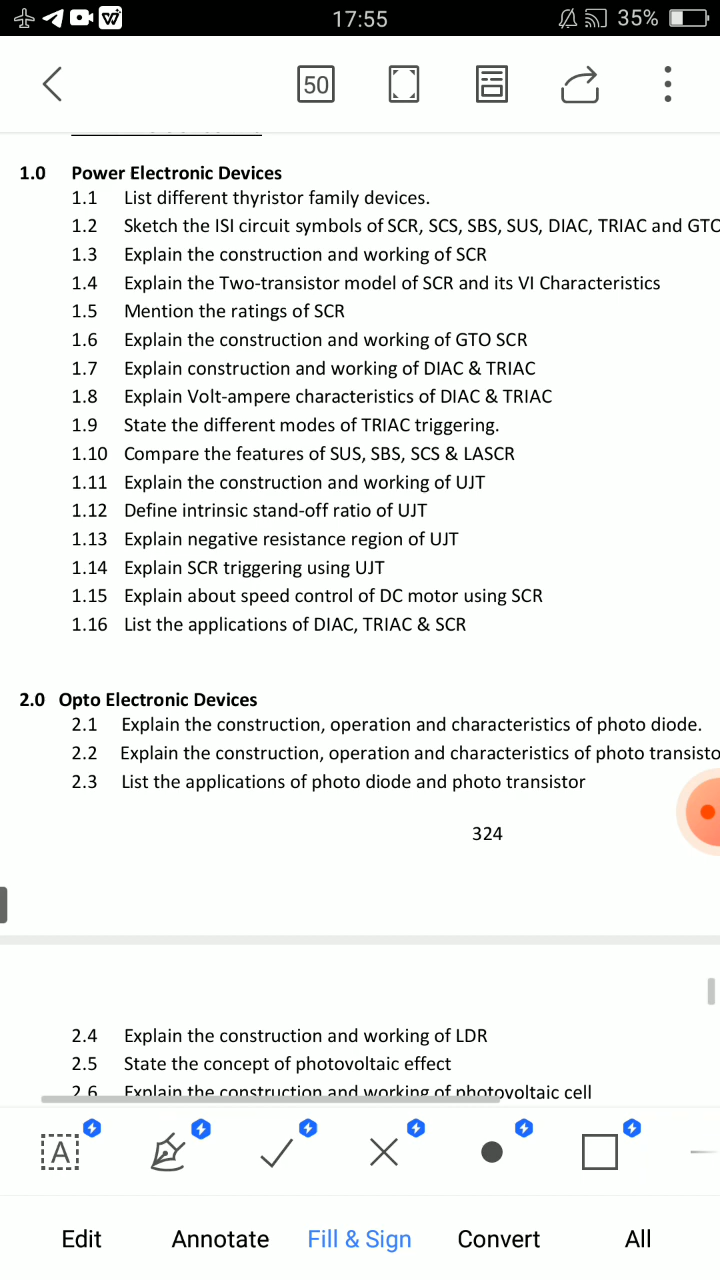 17:55
35%
50
1.0 Power Electronic Devices
1.1 List different thyristor family devices.
1.2 Sketch the ISI circuit symbols of SCR, SCS, SBS, SUS, DIAC, TRIAC and GTO
1.3 Explain the construction and working of SCR
1.4 Explain the Two-transistor model of SCR and its VI Characteristics
1.5 Mention the ratings of SCR
1.6 Explain the construction and working of GTO SCR
1.7 Explain construction and working of DIAC & TRIAC
1.8 Explain Volt-ampere characteristics of DIAC & TRIAC
1.9 State the different modes of TRIAC triggering.
1.10 Compare the features of SUS, SBS, SCS & LASCR
1.11 Explain the construction and working of UJT
1.12 Define intrinsic stand-off ratio of UJT
1.13 Explain negative resistance region of UJT
1.14 Explain SCR triggering using UJT
1.15 Explain about speed control of DC motor using SCR
1.16 List the applications of DIAC, TRIAC & SCR
2.0 Opto Electronic Devices
2.1 Explain the construction, operation and characteristics of photo diode.
2.2 Explain the construction, operation and characteristics of photo transisto
2.3 List the applications of photo diode and photo transistor
324
2.4 Explain the construction and working of LDR
2.5 State the concept of photovoltaic effect
2.6 Explain the construction and working of photovoltaic cell
A
Edit Annotate Fill & Sign Convert All